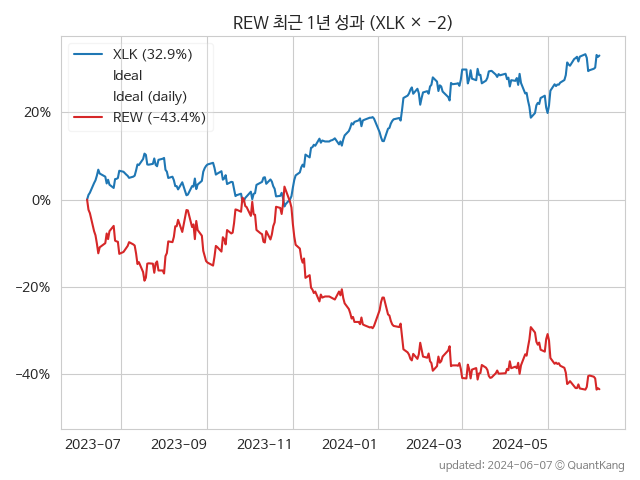 REW 최근 1년 성과 (XLK × −2)
XLK (32.9%)
Ideal
Ideal (daily)
REW (−43.4%)
20%
0%
−20%
−40%
2023-07
2023-09
2023-11
2024-01
2024-03
2024-05
updated: 2024-06-07 © QuantKang